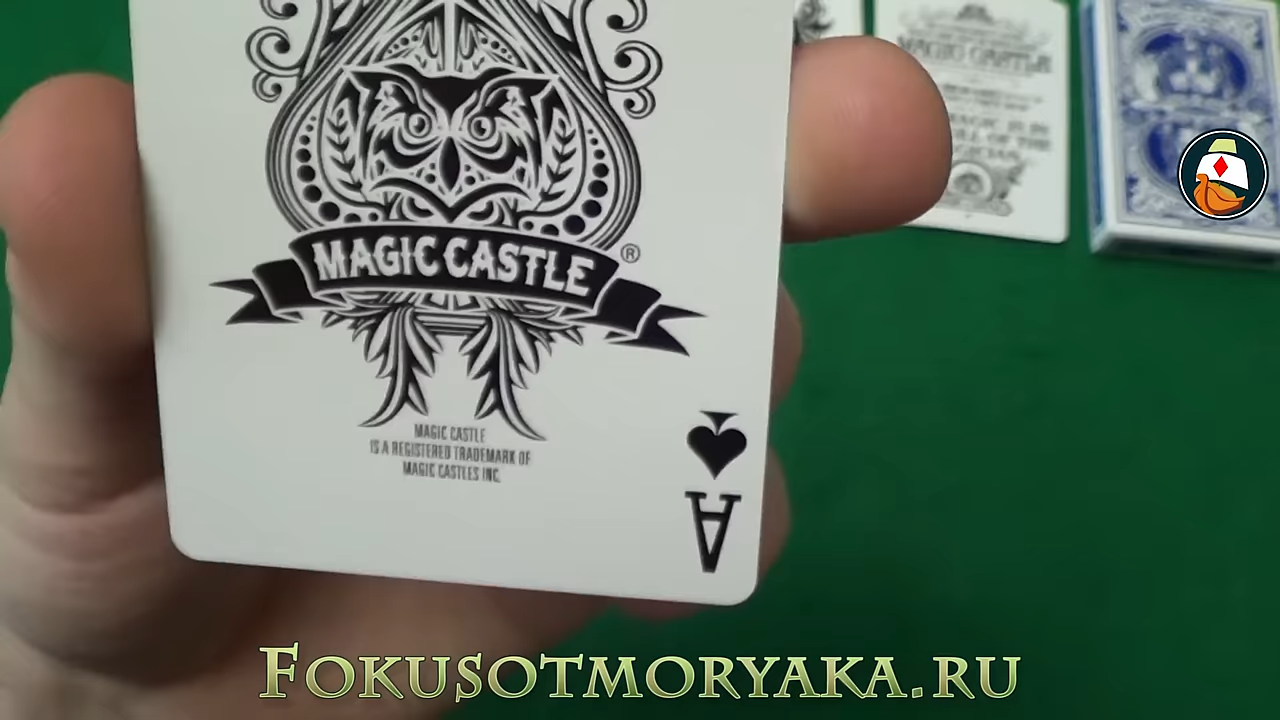 MAGIC CASTLE
MAGIC CASTLE ®
MAGIC CASTLE
IS A REGISTERED TRADEMARK OF
MAGIC CASTLES INC.
A
FOKUSOTMORYAKA.RU